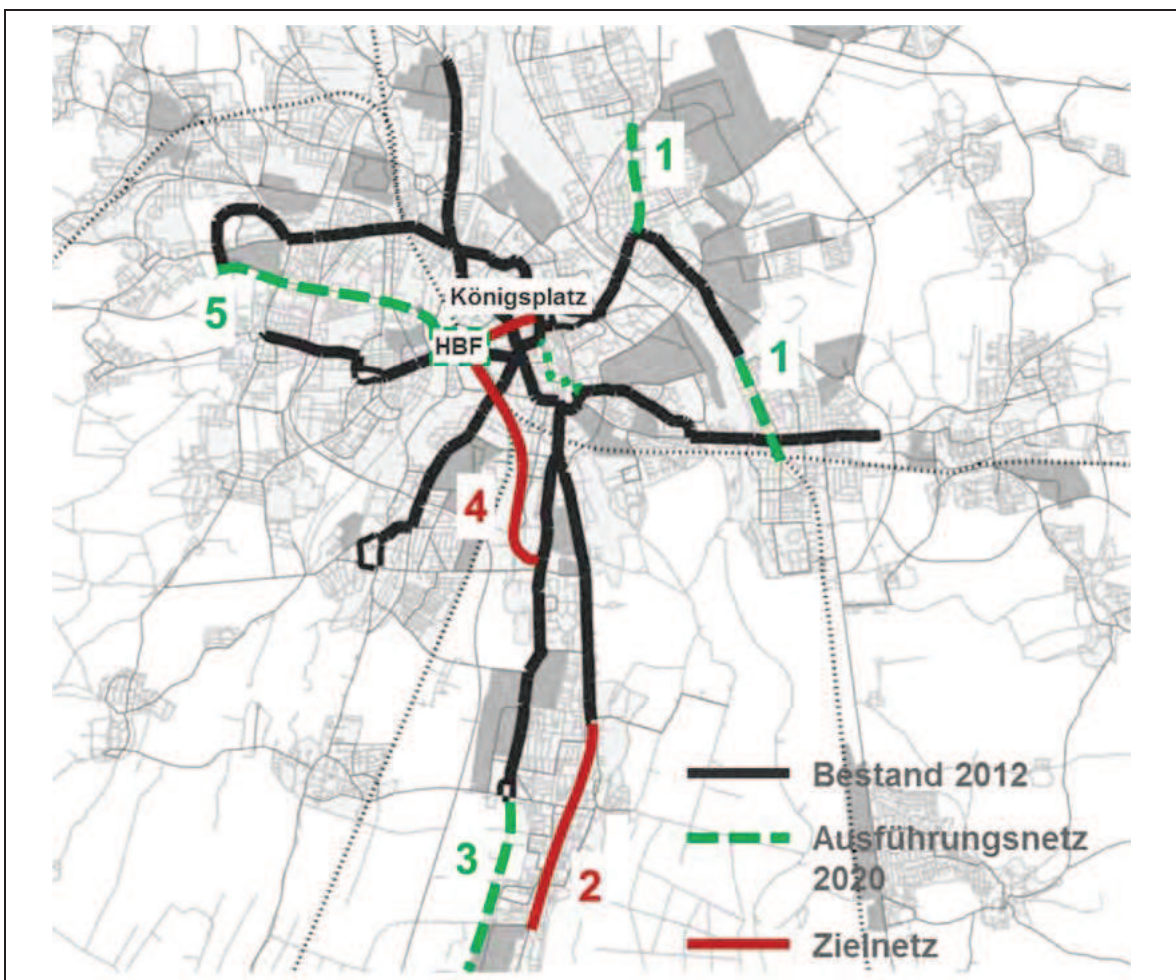 1
Königsplatz
5
HBF
1
4
Bestand 2012
Ausführungsnetz
2020
3
2
Zielnetz